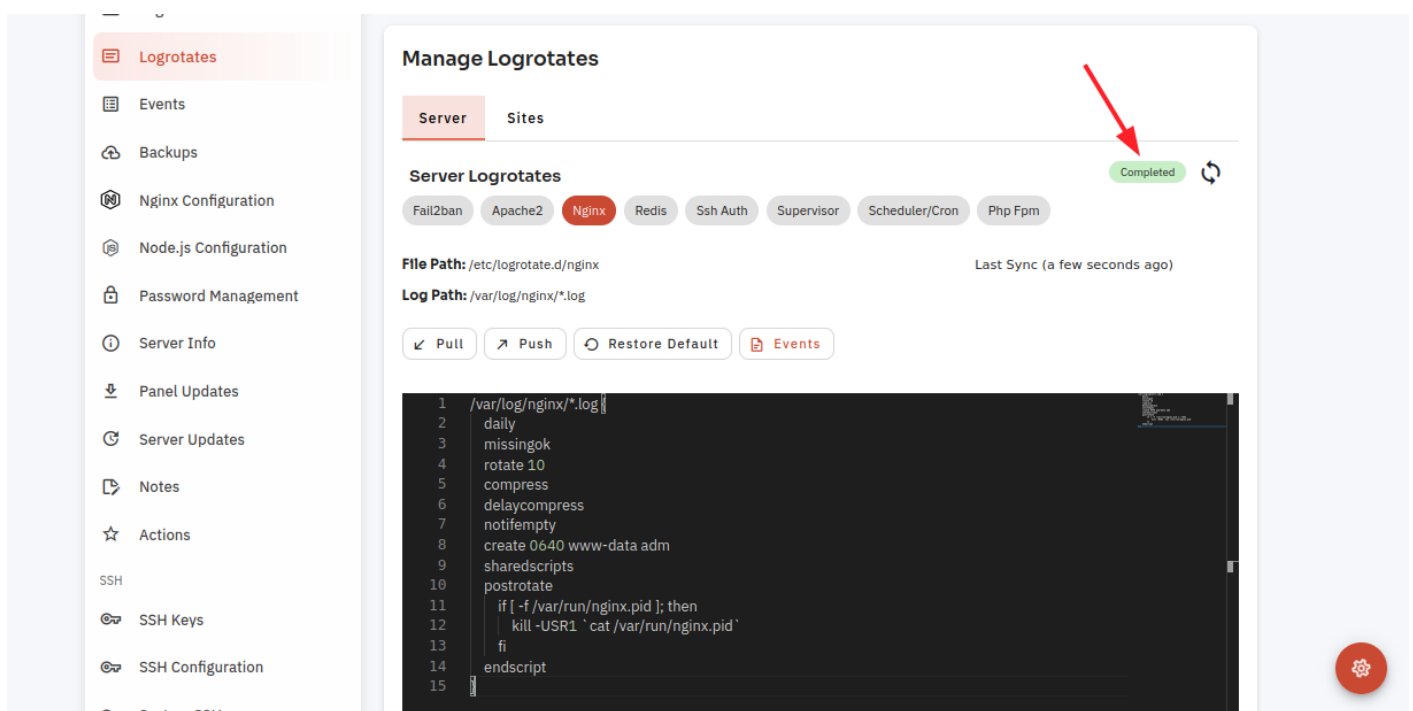 Logrotates
Events
Backups
Nginx Configuration
Node.js Configuration
Password Management
Server Info
Panel Updates
Server Updates
Notes
Actions
SSH
SSH Keys
SSH Configuration
Manage Logrotates
Server Sites
Server Logrotates Completed
Fail2ban Apache2 Nginx Redis Ssh Auth Supervisor Scheduler/Cron Php Fpm
File Path: /etc/logrotate.d/nginx Last Sync (a few seconds ago)
Log Path: /var/log/nginx/*.log
Pull Push Restore Default Events
1 /var/log/nginx/*.log {
2 daily
3 missingok
4 rotate 10
5 compress
6 delaycompress
7 notifempty
8 create 0640 www-data adm
9 sharedscripts
10 postrotate
11 if [ -f /var/run/nginx.pid ]; then
12 kill -USR1 `cat /var/run/nginx.pid`
13 fi
14 endscript
15 }